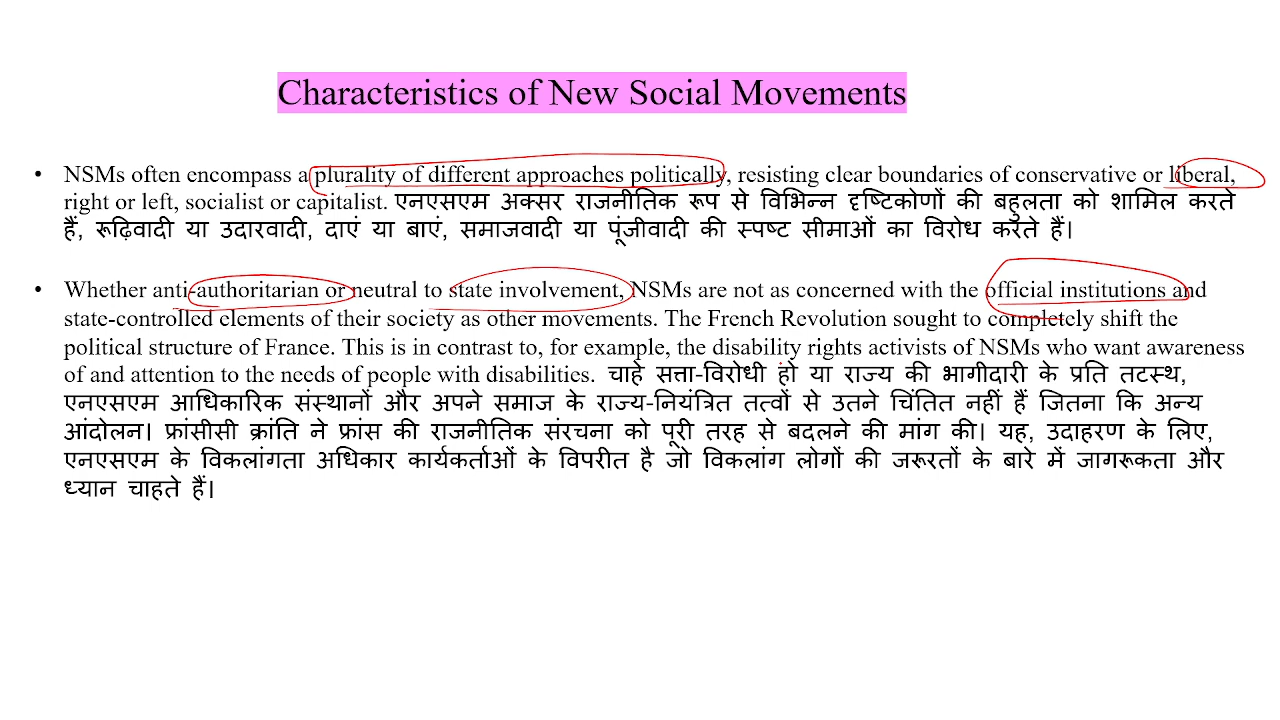 Characteristics of New Social Movements
• NSMs often encompass a plurality of different approaches politically, resisting clear boundaries of conservative or liberal,
right or left, socialist or capitalist. एनएसएम अक्सर राजनीतिक रूप से विभिन्न दृष्टिकोणों की बहुलता को शामिल करते
हैं, रूढ़िवादी या उदारवादी, दाएं या बाएं, समाजवादी या पूंजीवादी की स्पष्ट सीमाओं का विरोध करते हैं।
• Whether anti-authoritarian or neutral to state involvement, NSMs are not as concerned with the official institutions and
state-controlled elements of their society as other movements. The French Revolution sought to completely shift the
political structure of France. This is in contrast to, for example, the disability rights activists of NSMs who want awareness
of and attention to the needs of people with disabilities. चाहे सत्ता-विरोधी हो या राज्य की भागीदारी के प्रति तटस्थ,
एनएसएम आधिकारिक संस्थानों और अपने समाज के राज्य-नियंत्रित तत्वों से उतने चिंतित नहीं हैं जितना कि अन्य
आंदोलन। फ्रांसीसी क्रांति ने फ्रांस की राजनीतिक संरचना को पूरी तरह से बदलने की मांग की। यह, उदाहरण के लिए,
एनएसएम के विकलांगता अधिकार कार्यकर्ताओं के विपरीत है जो विकलांग लोगों की जरूरतों के बारे में जागरूकता और
ध्यान चाहते हैं।